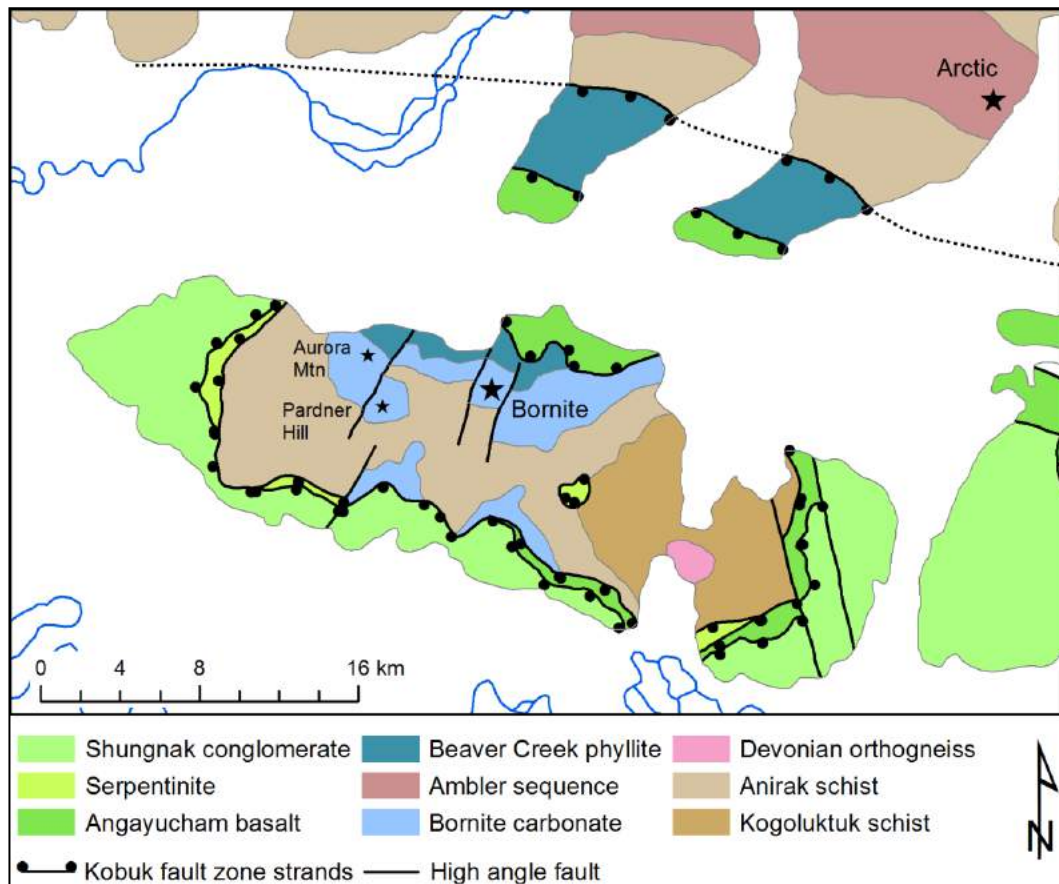 Arctic
Aurora
Mtn
Pardner
Hill
Bornite
0 4 8 16 km
Shungnak conglomerate
Serpentinite
Angayucham basalt
Beaver Creek phyllite
Ambler sequence
Bornite carbonate
Devonian orthogneiss
Anirak schist
Kogoluktuk schist
Kobuk fault zone strands
High angle fault
N